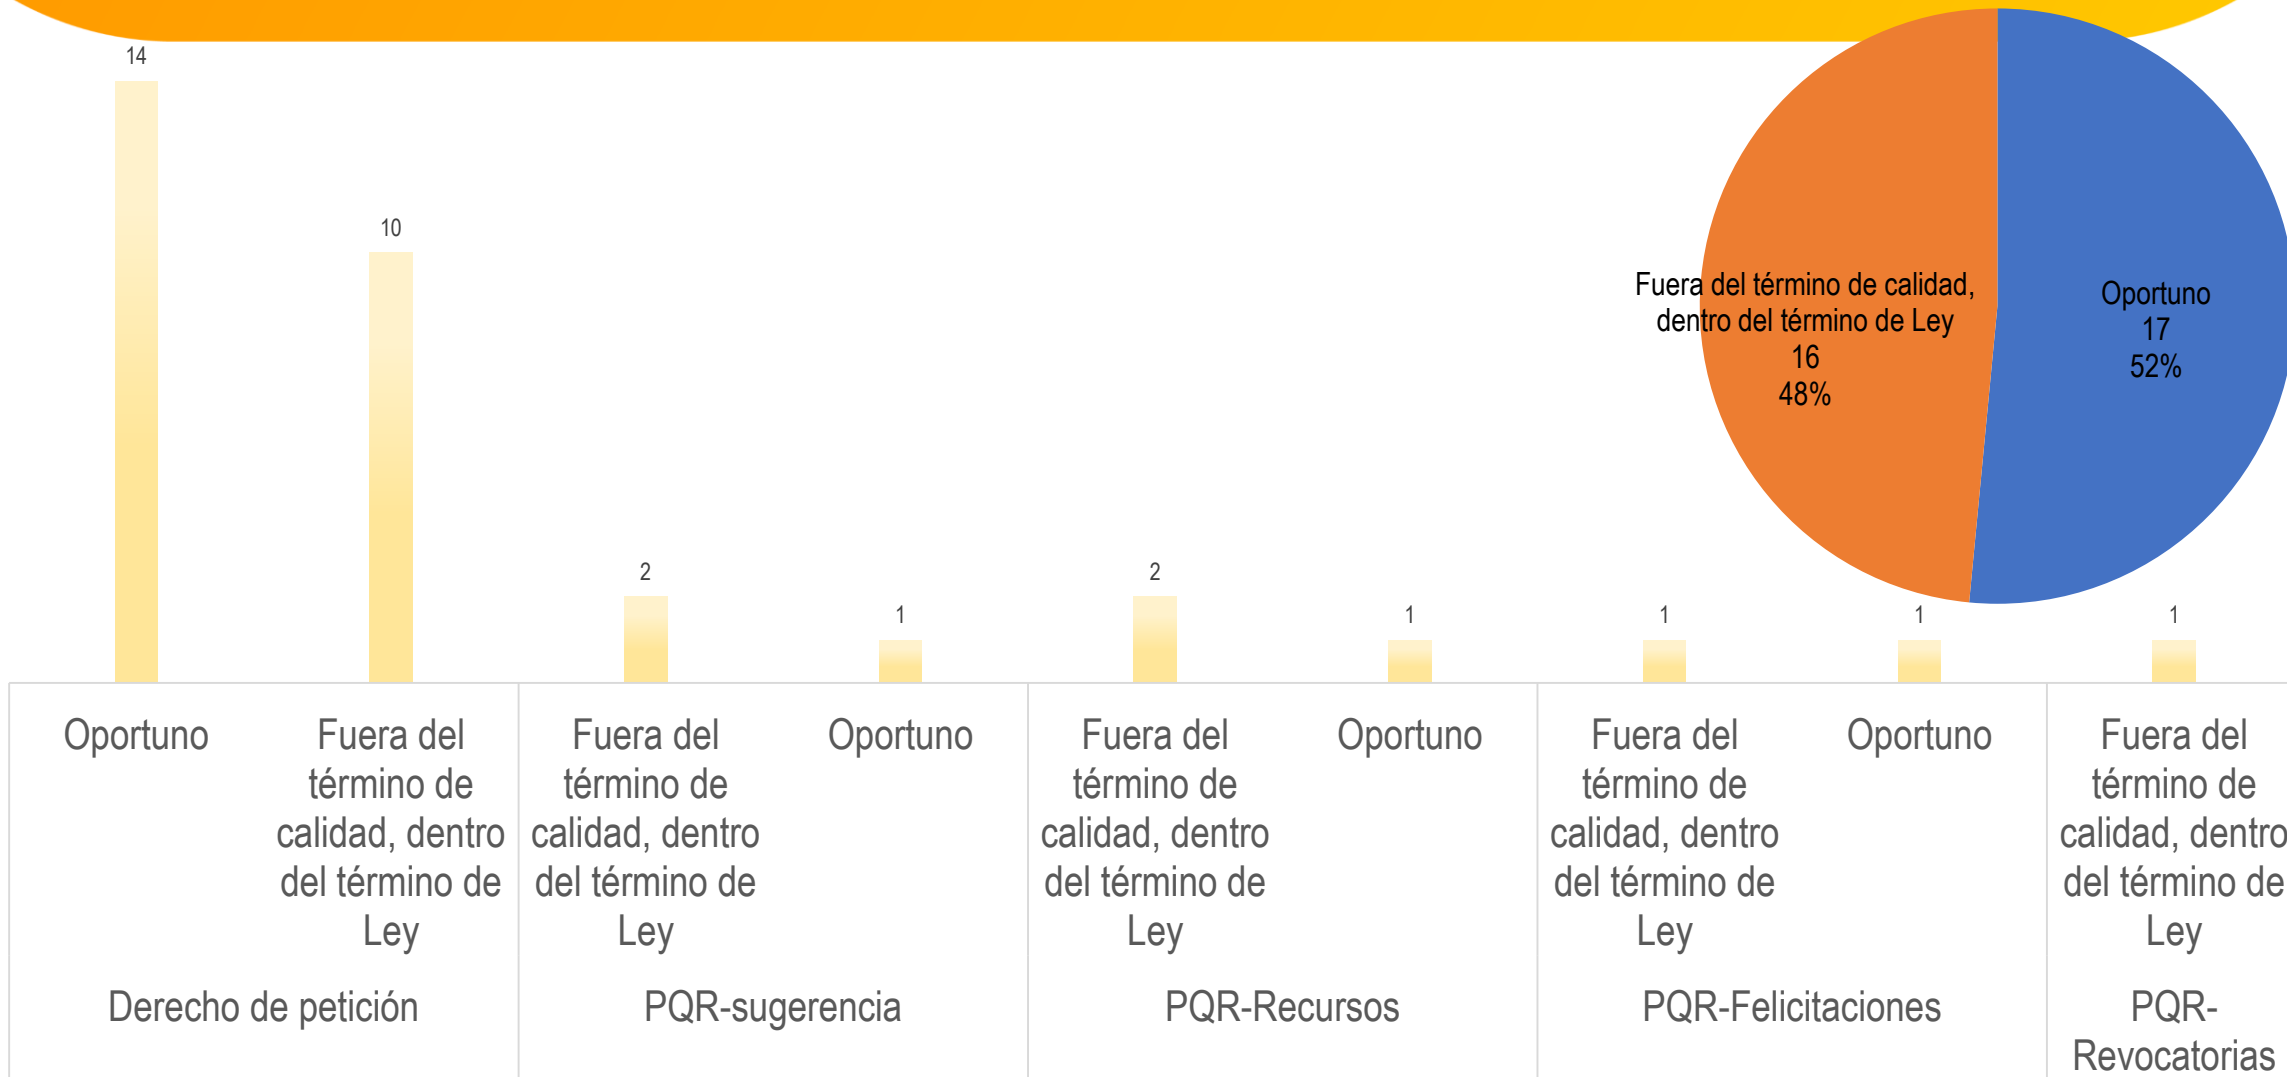 14
10
2
1
2
1
1
1
1
Fuera del término de calidad,
dentro del término de Ley
16
48%
Oportuno
17
52%
Oportuno
Fuera del
término de
calidad, dentro
del término de
Ley
Fuera del
término de
calidad, dentro
del término de
Ley
Oportuno
Fuera del
término de
calidad, dentro
del término de
Ley
Oportuno
Fuera del
término de
calidad, dentro
del término de
Ley
Oportuno
Fuera del
término de
calidad, dentro
del término de
Ley
Derecho de petición
PQR-sugerencia
PQR-Recursos
PQR-Felicitaciones
PQR-
Revocatorias